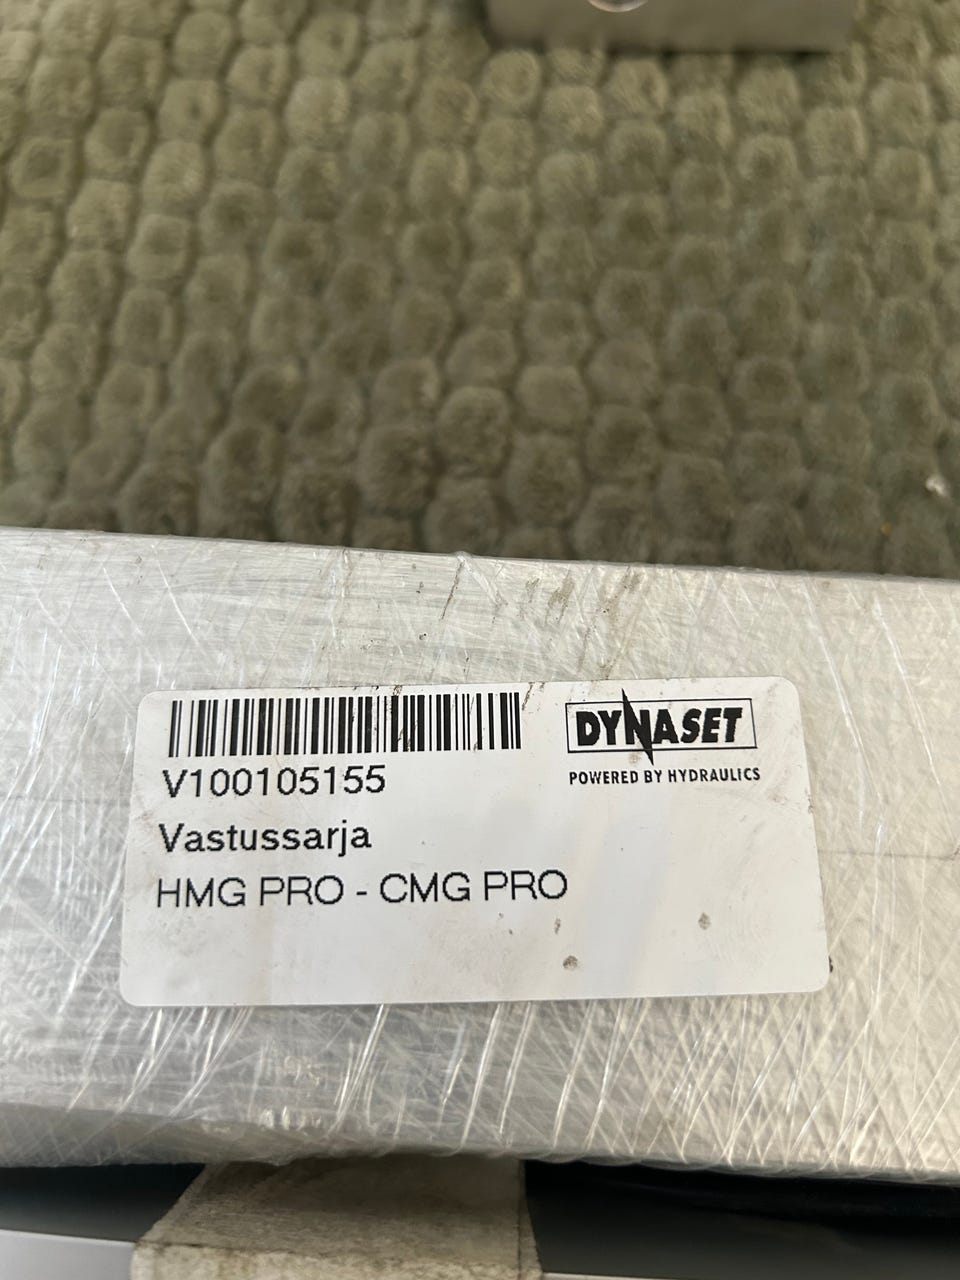 DYNASET
POWERED BY HYDRAULICS
V100105155
Vastussarja
HMG PRO - CMG PRO